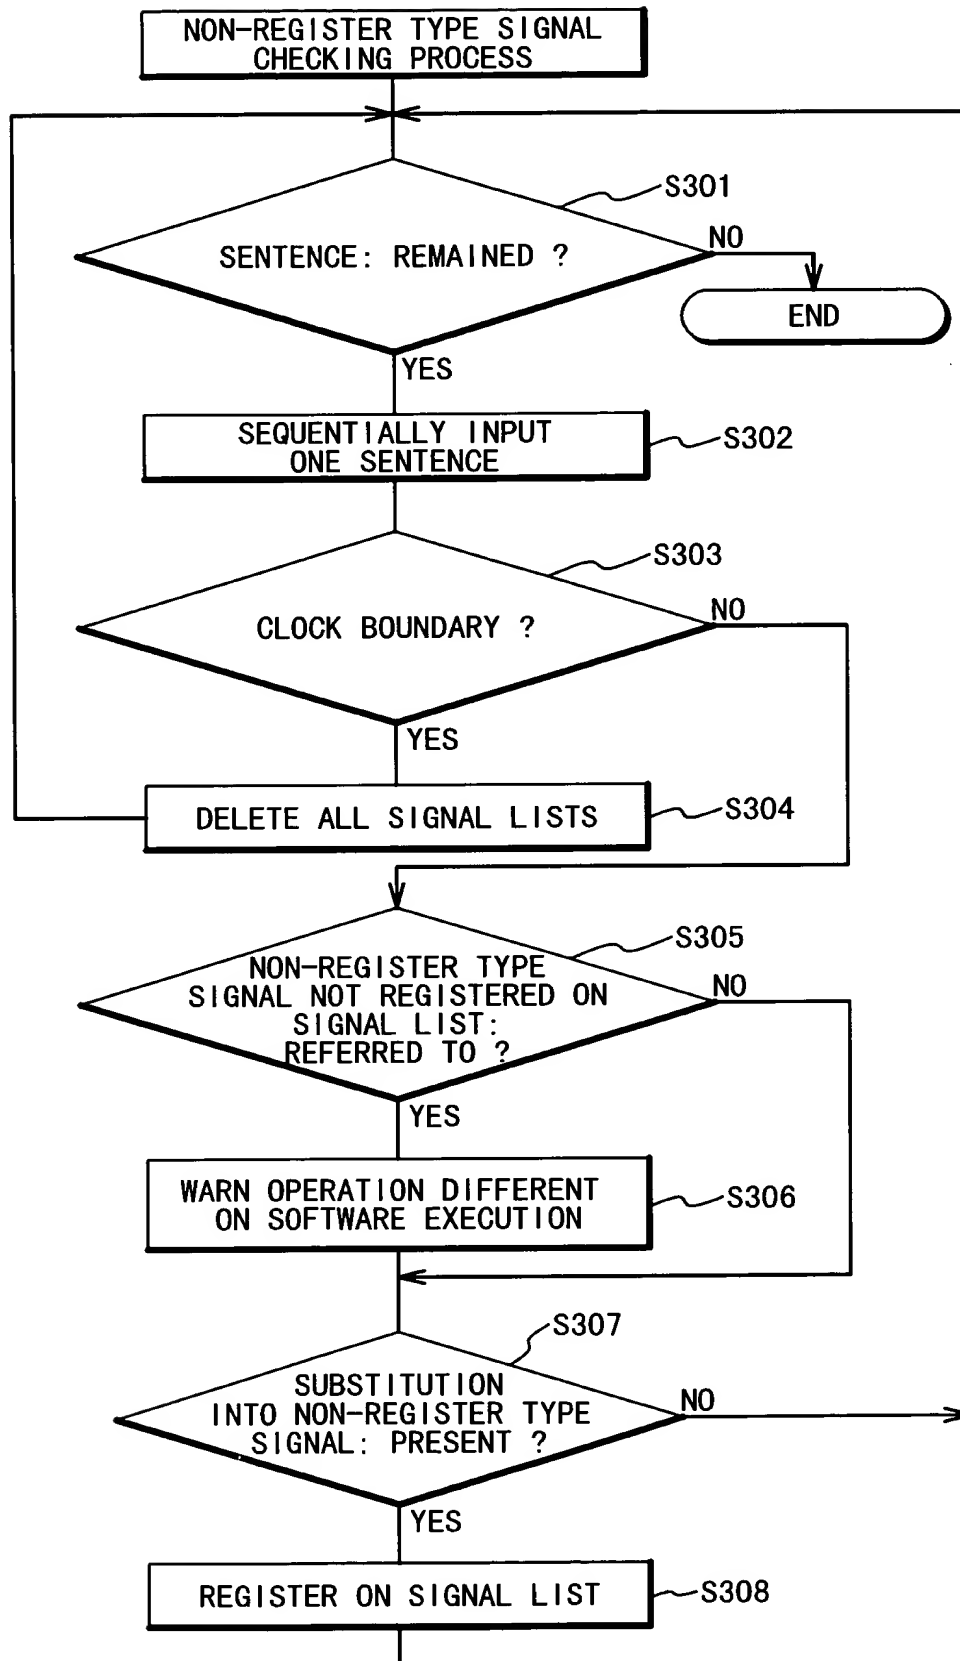 NON-REGISTER TYPE SIGNAL
CHECKING PROCESS
S301
SENTENCE: REMAINED ?
NO
END
YES
SEQUENTIALLY INPUT
ONE SENTENCE
S302
S303
CLOCK BOUNDARY ?
NO
YES
DELETE ALL SIGNAL LISTS
S304
S305
NON-REGISTER TYPE
SIGNAL NOT REGISTERED ON
SIGNAL LIST:
REFERRED TO ?
NO
YES
WARN OPERATION DIFFERENT
ON SOFTWARE EXECUTION
S306
S307
SUBSTITUTION
INTO NON-REGISTER TYPE
SIGNAL: PRESENT ?
NO
YES
REGISTER ON SIGNAL LIST
S308